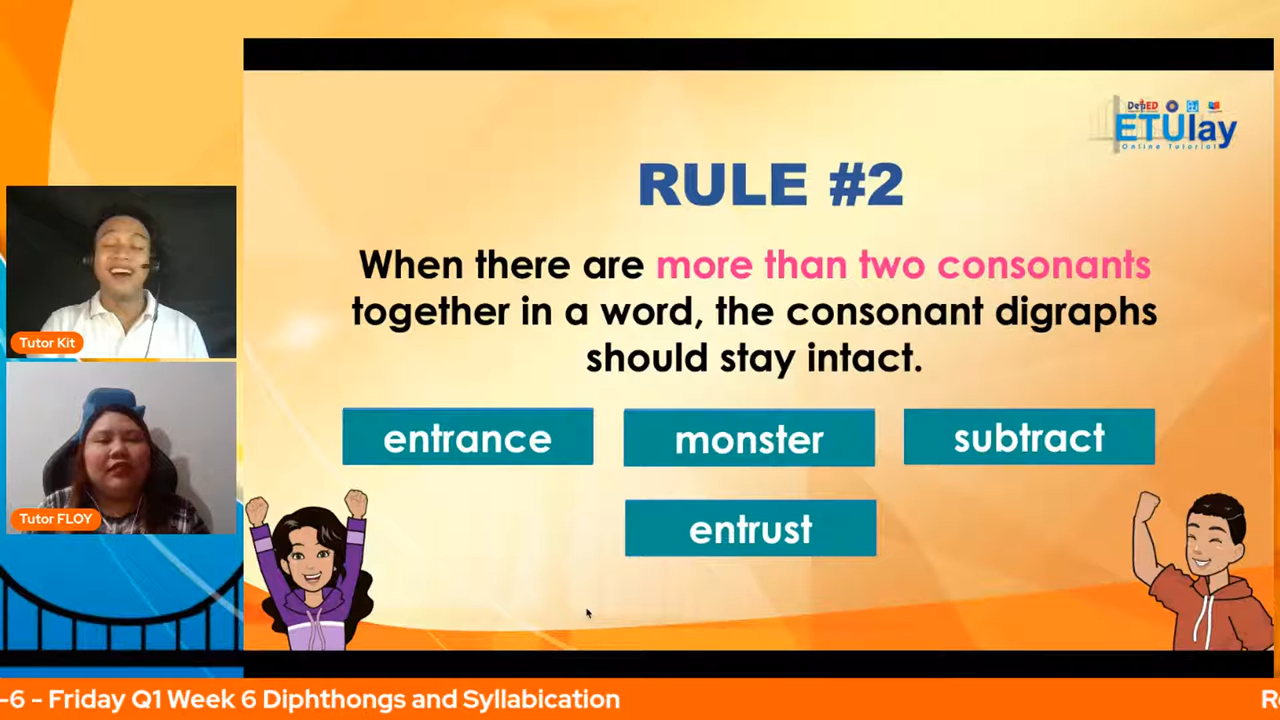 DepED
ETUlay
Online Tutorial
RULE #2
When there are more than two consonants
together in a word, the consonant digraphs
should stay intact.
entrance
monster
subtract
entrust
Tutor Kit
Tutor FLOY
-6 - Friday Q1 Week 6 Diphthongs and Syllabication